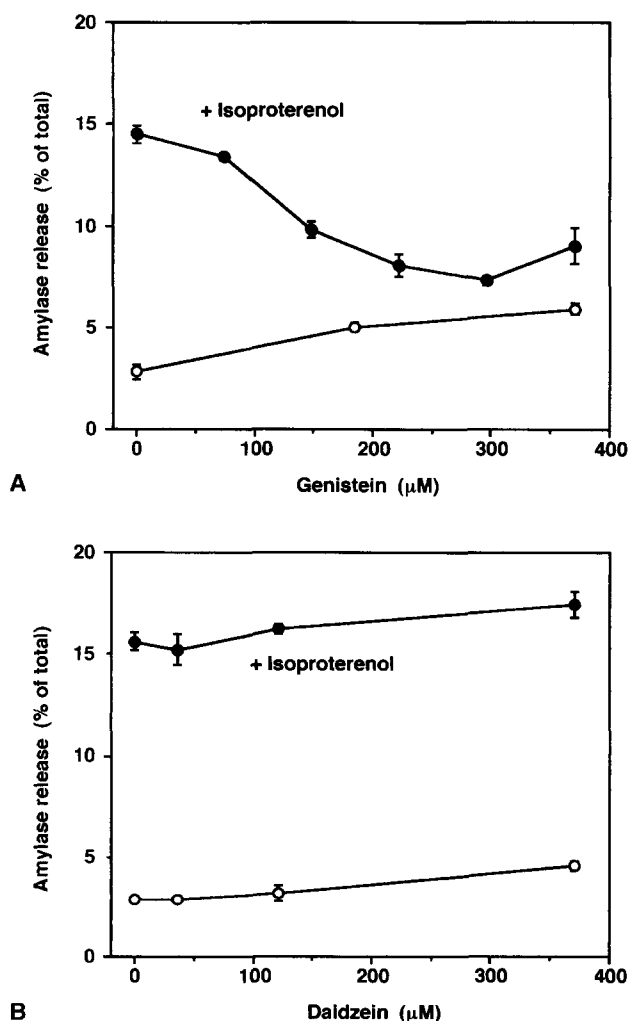 20
15
10
5
0
Amylase release (% of total)
+ Isoproterenol
0
100
200
300
400
A
Genistein (μM)
20
15
10
5
0
Amylase release (% of total)
+ Isoproterenol
0
100
200
300
400
B
Daidzein (μM)